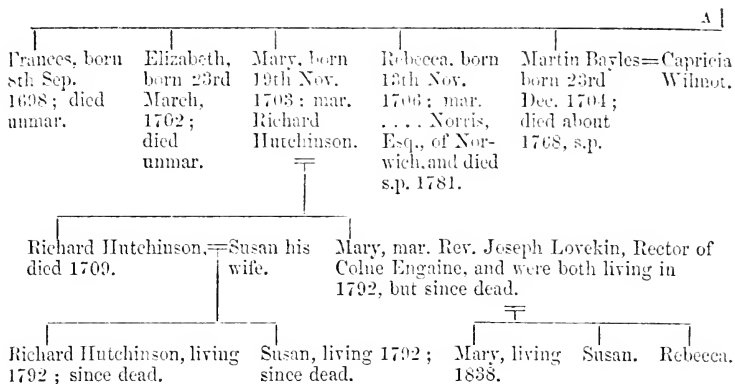 A
Frances, born
8th Sep.
1698; died
unmar.
Elizabeth,
born 23rd
March,
1702;
died
unmar.
Mary, born
19th Nov.
1703: mar.
Richard
Hutchinson.
Rebecca, born
13th Nov.
1706; mar.
.... Norris,
Esq., of Nor-
wich, and died
s.p. 1781.
Martin Bayles=Capricia
born 23rd Wilmot.
Dec. 1704;
died about
1768, s.p.
Richard Hutchinson,=Susan his
died 1709. wife.
Mary, mar. Rev. Joseph Lovekin, Rector of
Colne Engaine, and were both living in
1792, but since dead.
Richard Hutchinson, living
1792; since dead.
Susan, living 1792;
since dead.
Mary, living
1838.
Susan.
Rebecca.